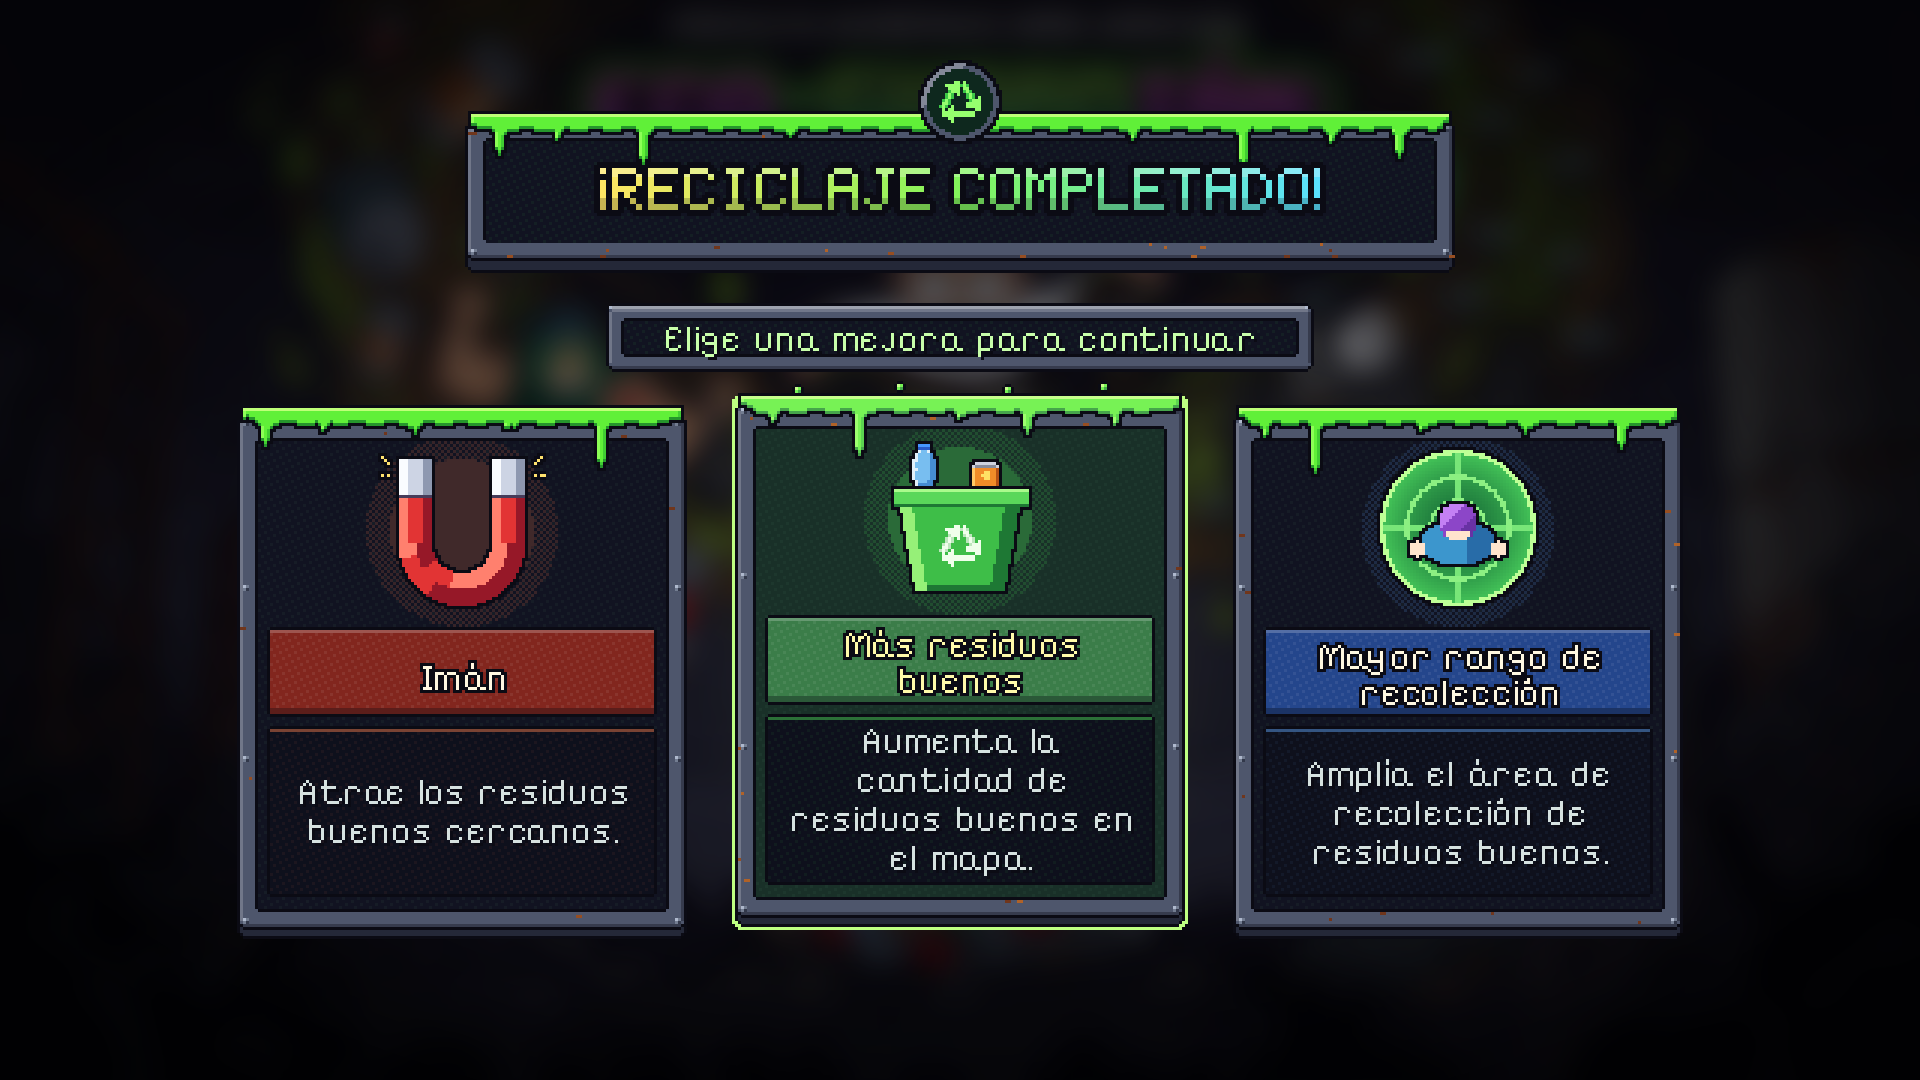 ¡RECICLAJE COMPLETADO!
Elige una mejora para continuar
Imán
Atrae los residuos
buenos cercanos.
Más residuos
buenos
Aumenta la
cantidad de
residuos buenos en
el mapa.
Mayor rango de
recolección
Amplía el área de
recolección de
residuos buenos.